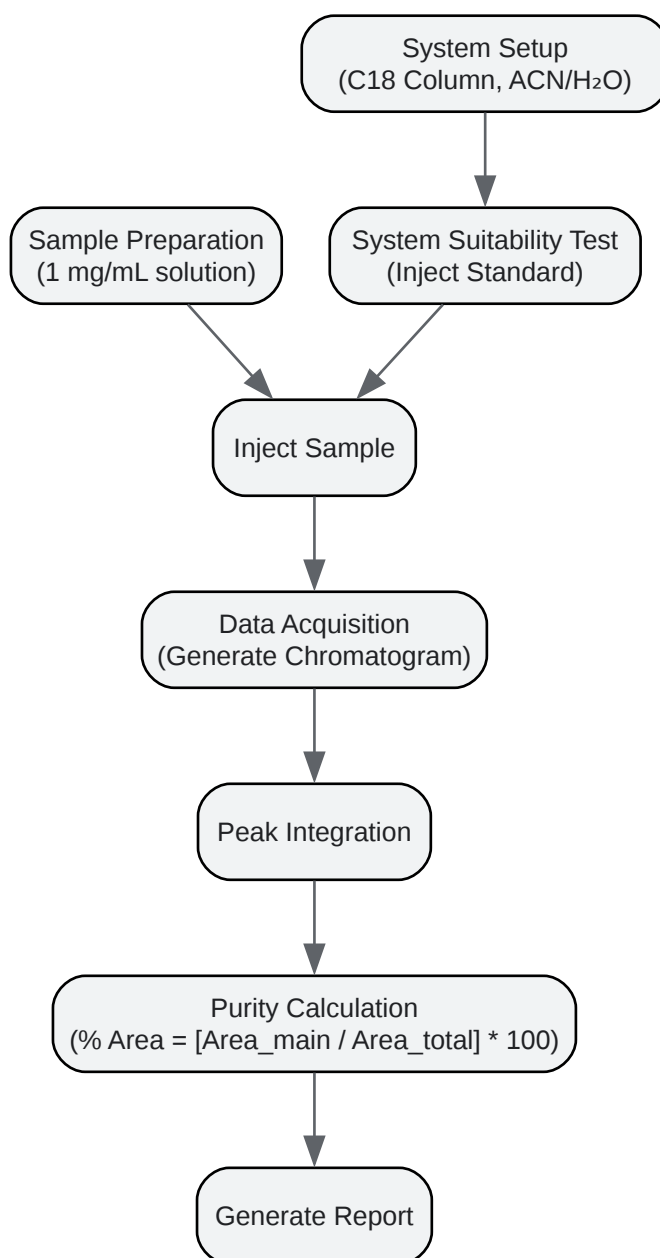 System Setup
(C18 Column, ACN/H₂O)
Sample Preparation
(1 mg/mL solution)
System Suitability Test
(Inject Standard)
Inject Sample
Data Acquisition
(Generate Chromatogram)
Peak Integration
Purity Calculation
(% Area = [Area_main / Area_total] * 100)
Generate Report